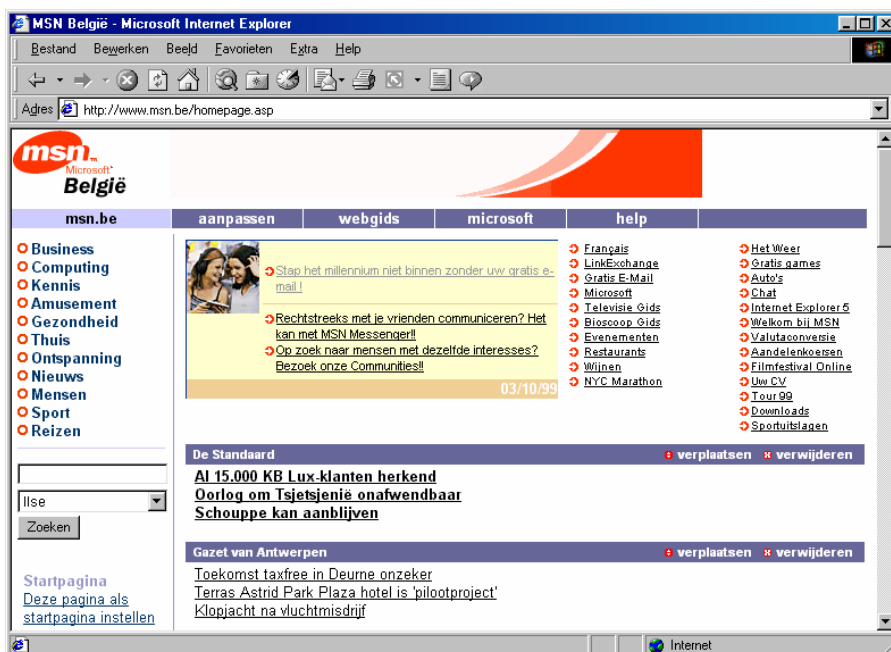 MSN België - Microsoft Internet Explorer
Bestand Bewerken Beeld Favorieten Extra Help
Adres http://www.msn.be/homepage.asp
msn™
Microsoft®
België
msn.be aanpassen webgids microsoft help
Business
Computing
Kennis
Amusement
Gezondheid
Thuis
Ontspanning
Nieuws
Mensen
Sport
Reizen
Ilse
Zoeken
Startpagina
Deze pagina als
startpagina instellen
Stap het millennium niet binnen zonder uw gratis e-
mail !
Rechtstreeks met je vrienden communiceren? Het
kan met MSN Messenger!!
Op zoek naar mensen met dezelfde interesses?
Bezoek onze Communities!!
03/10/99
Français
LinkExchange
Gratis E-Mail
Microsoft
Televisie Gids
Bioscoop Gids
Evenementen
Restaurants
Wijnen
NYC Marathon
Het Weer
Gratis games
Auto's
Chat
Internet Explorer 5
Welkom bij MSN
Valutaconversie
Aandelenkoersen
Filmfestival Online
Uw CV
Tour 99
Downloads
Sportuitslagen
De Standaard verplaatsen verwijderen
Al 15.000 KB Lux-klanten herkend
Oorlog om Tsjetsjenië onafwendbaar
Schouppe kan aanblijven
Gazet van Antwerpen verplaatsen verwijderen
Toekomst taxfree in Deurne onzeker
Terras Astrid Park Plaza hotel is 'pilootproject'
Klopjacht na vluchtmisdrijf
Internet